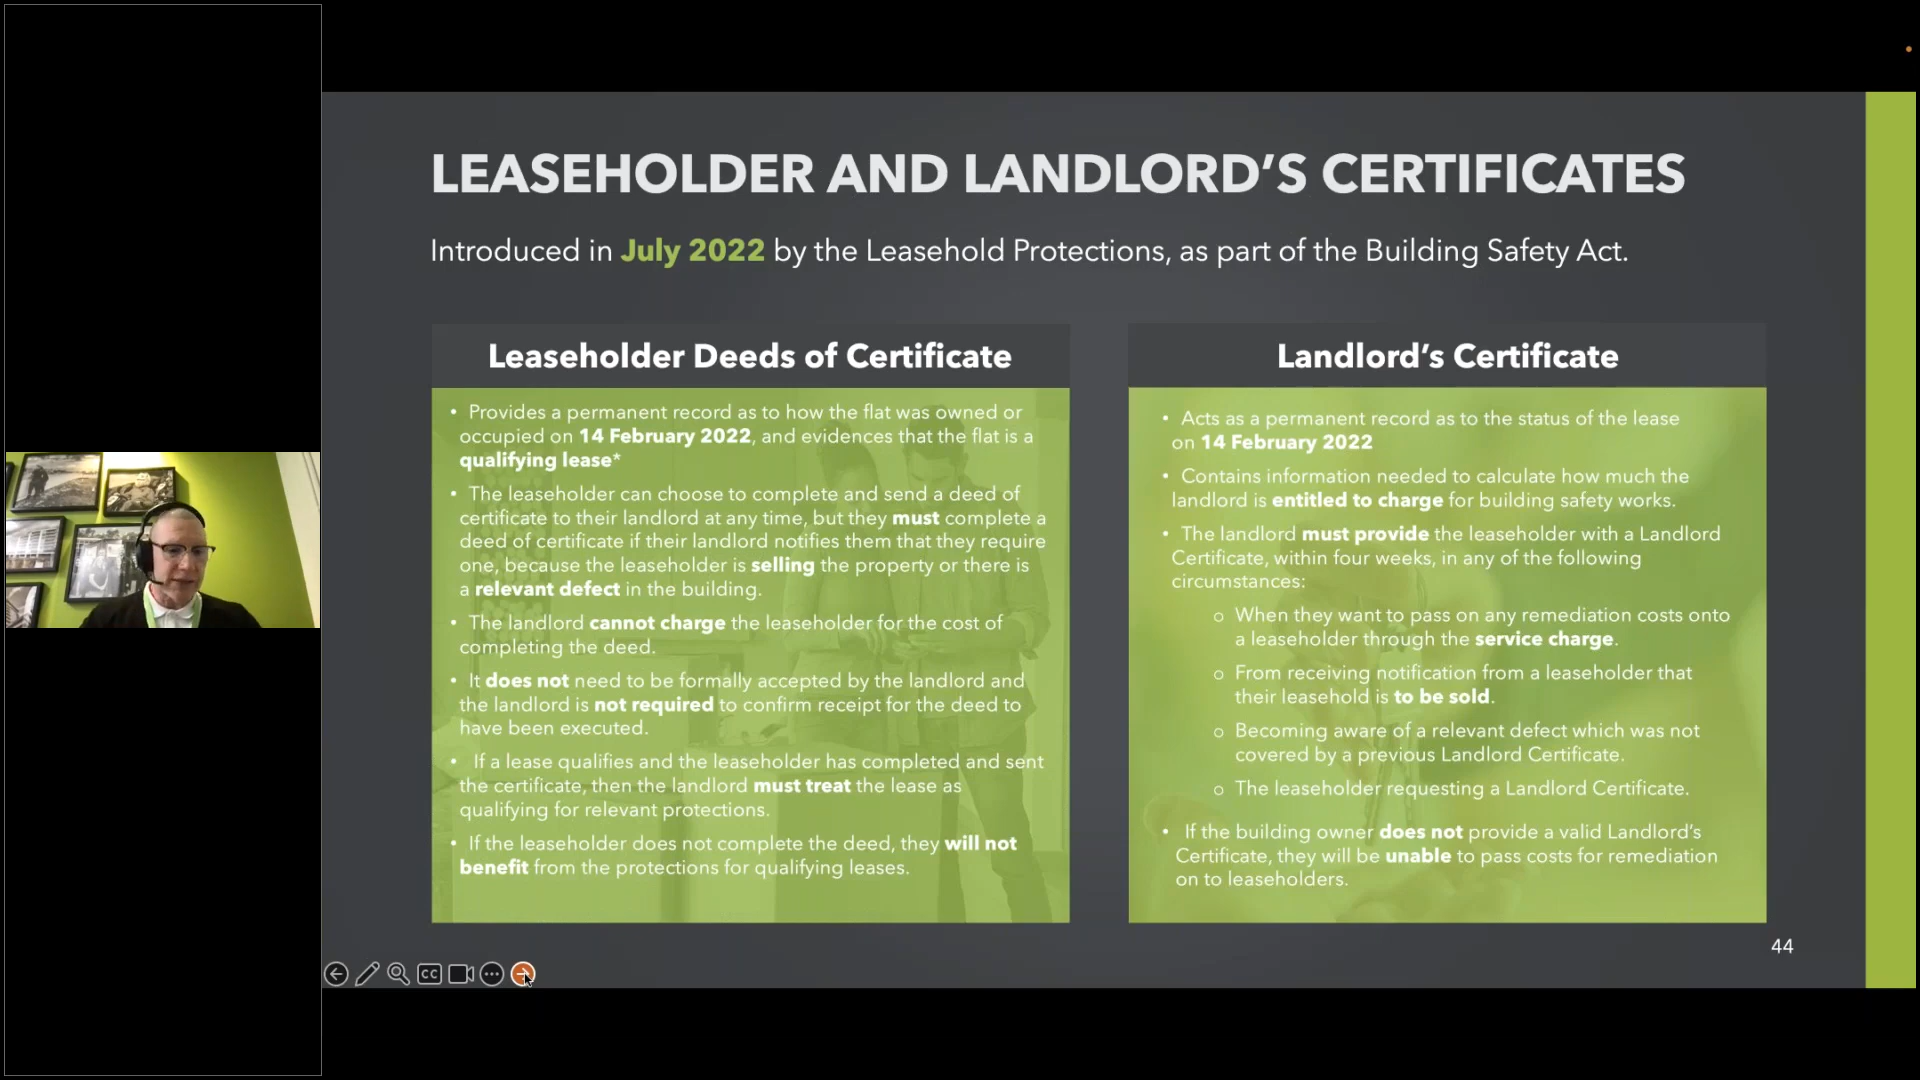 LEASEHOLDER AND LANDLORD’S CERTIFICATES
Introduced in July 2022 by the Leasehold Protections, as part of the Building Safety Act.
Leaseholder Deeds of Certificate
• Provides a permanent record as to how the flat was owned or
occupied on 14 February 2022, and evidences that the flat is a
qualifying lease*
• The leaseholder can choose to complete and send a deed of
certificate to their landlord at any time, but they must complete a
deed of certificate if their landlord notifies them that they require
one, because the leaseholder is selling the property or there is
a relevant defect in the building.
• The landlord cannot charge the leaseholder for the cost of
completing the deed.
• It does not need to be formally accepted by the landlord and
the landlord is not required to confirm receipt for the deed to
have been executed.
• If a lease qualifies and the leaseholder has completed and sent
the certificate, then the landlord must treat the lease as
qualifying for relevant protections.
• If the leaseholder does not complete the deed, they will not
benefit from the protections for qualifying leases.
Landlord’s Certificate
• Acts as a permanent record as to the status of the lease
on 14 February 2022
• Contains information needed to calculate how much the
landlord is entitled to charge for building safety works.
• The landlord must provide the leaseholder with a Landlord
Certificate, within four weeks, in any of the following
circumstances:
o When they want to pass on any remediation costs onto
a leaseholder through the service charge.
o From receiving notification from a leaseholder that
their leasehold is to be sold.
o Becoming aware of a relevant defect which was not
covered by a previous Landlord Certificate.
o The leaseholder requesting a Landlord Certificate.
• If the building owner does not provide a valid Landlord’s
Certificate, they will be unable to pass costs for remediation
on to leaseholders.
44
CC